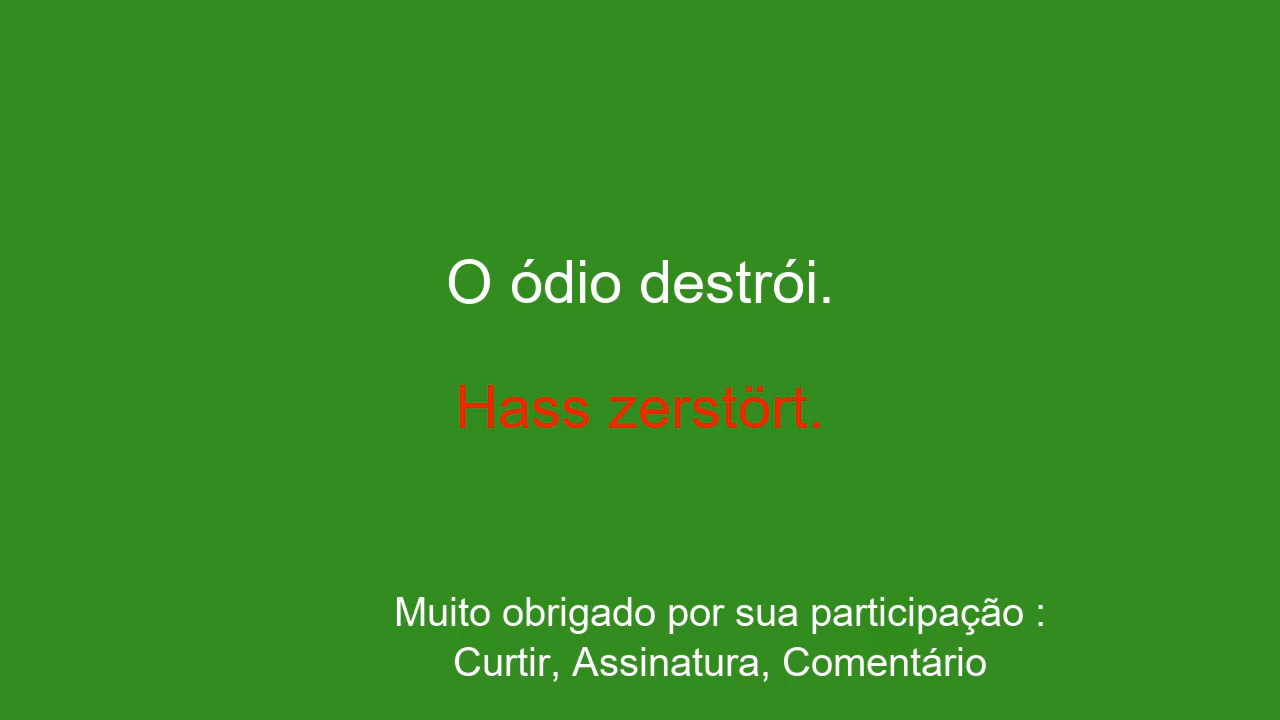 O ódio destrói.
Hass zerstört.
Muito obrigado por sua participação :
Curtir, Assinatura, Comentário